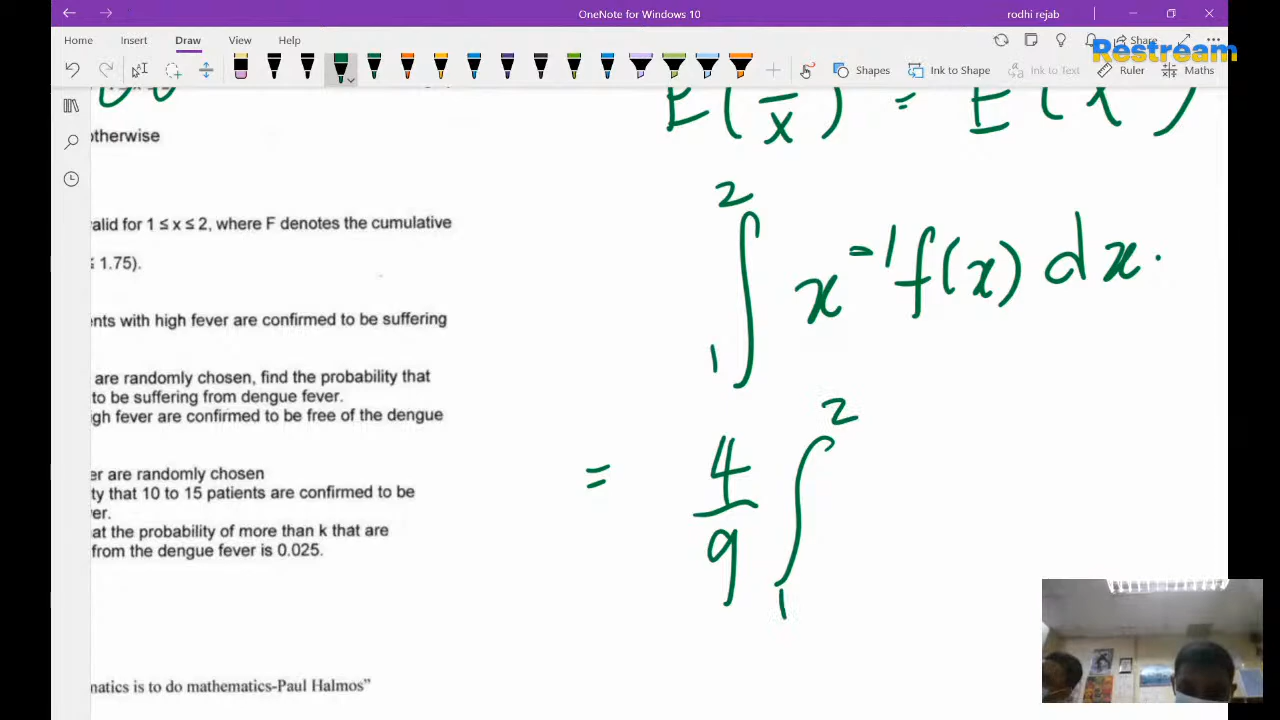 OneNote for Windows 10
rodhi rejab
Home Insert Draw View Help
Share
Restream
Shapes Ink to Shape Ink to Text Ruler Maths
E(1/x) = E(x
otherwise
alid for 1 ≤ x ≤ 2, where F denotes the cumulative
≤ 1.75).
∫₁² x⁻¹ f(x) dx.
nts with high fever are confirmed to be suffering
are randomly chosen, find the probability that
to be suffering from dengue fever.
gh fever are confirmed to be free of the dengue
er are randomly chosen
ty that 10 to 15 patients are confirmed to be
er.
at the probability of more than k that are
from the dengue fever is 0.025.
= 4/9 ∫₁²
matics is to do mathematics-Paul Halmos”